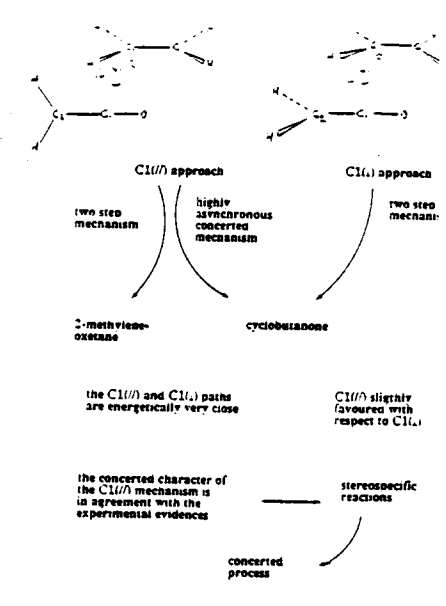 C1(//) approach
C1(⊥) approach
two step
mechanism
highly
asynchronous
concerted
mechanism
two step
2-methylene-
oxetane
cyclobutanone
the C1(//) and C1(⊥) paths
are energetically very close
C1(//) sligthly
favoured with
respect to C1(⊥)
the concerted character of
the C1(//) mechanism is
in agreement with the
experimental evidences
stereospecific
reactions
concerted
process